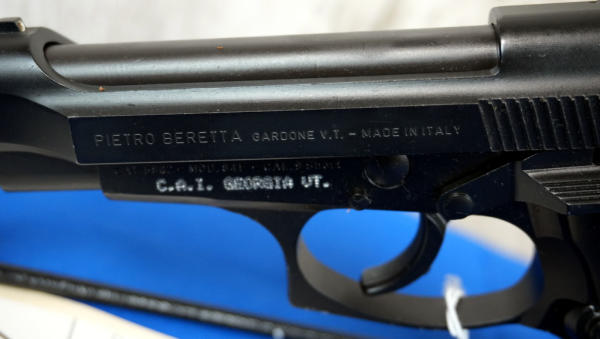 PIETRO BERETTA GARDONE V.T. - MADE IN ITALY
C.A.I. GEORGIA VT.